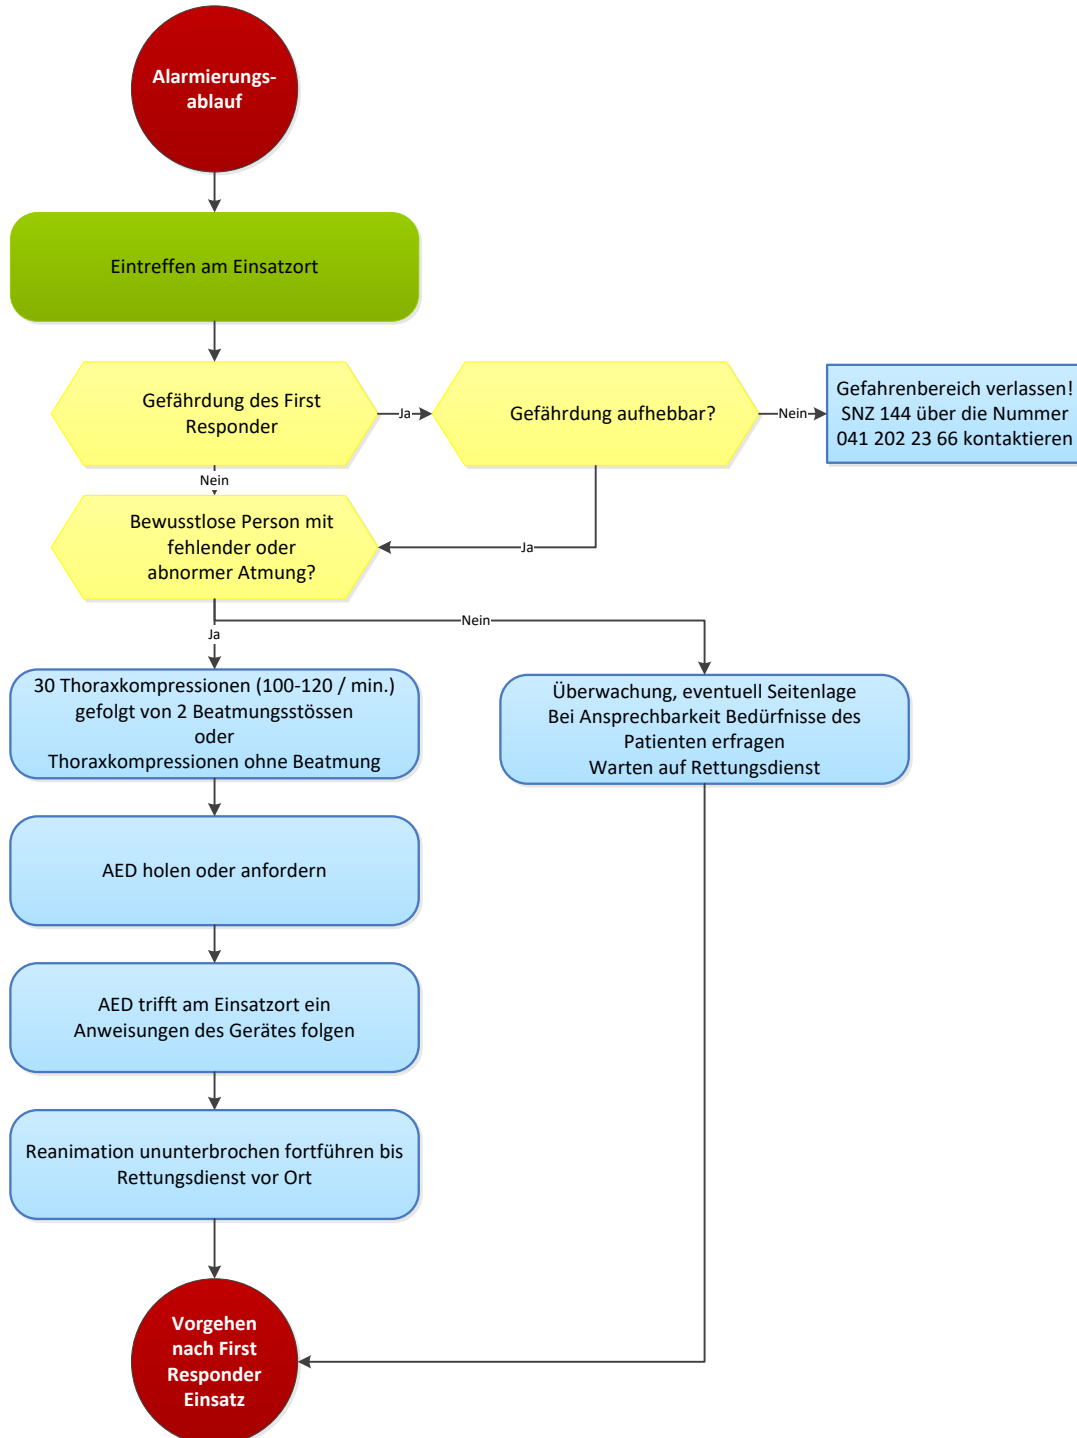 Alarmierungs-
ablauf
Eintreffen am Einsatzort
Gefährdung des First
Responder
Ja
Gefährdung aufhebbar?
Nein
Gefahrenbereich verlassen!
SNZ 144 über die Nummer
041 202 23 66 kontaktieren
Nein
Bewusstlose Person mit
fehlender oder
abnormer Atmung?
Ja
Ja
Nein
30 Thoraxkompressionen (100-120 / min.)
gefolgt von 2 Beatmungsstössen
oder
Thoraxkompressionen ohne Beatmung
Überwachung, eventuell Seitenlage
Bei Ansprechbarkeit Bedürfnisse des
Patienten erfragen
Warten auf Rettungsdienst
AED holen oder anfordern
AED trifft am Einsatzort ein
Anweisungen des Gerätes folgen
Reanimation ununterbrochen fortführen bis
Rettungsdienst vor Ort
Vorgehen
nach First
Responder
Einsatz